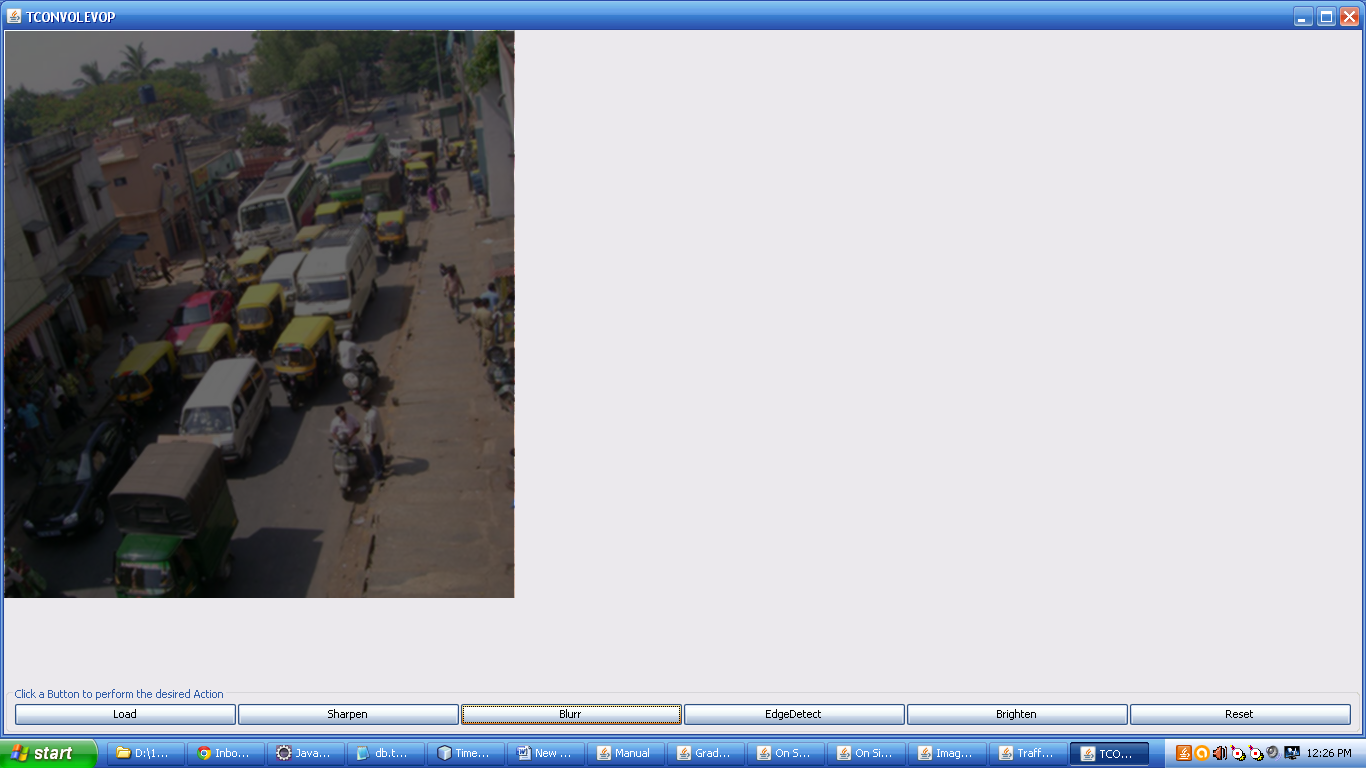 TCONVOLEVOP
Click a Button to perform the desired Action
Load Sharpen Blurr EdgeDetect Brighten Reset
start D:\1... Inbo... Java... db.t... Time... New ... Manual Grad... On S... On Si... Imag... Traff... TCO... 12:26 PM